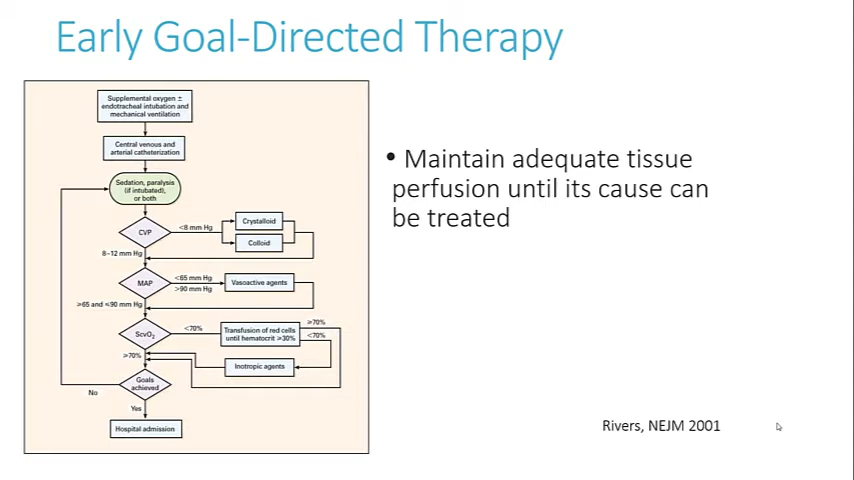 Early Goal-Directed Therapy
Supplemental oxygen ±
endotracheal intubation and
mechanical ventilation
Central venous and
arterial catheterization
Sedation, paralysis
(if intubated),
or both
CVP
<8 mm Hg
Crystalloid
Colloid
8–12 mm Hg
MAP
<65 mm Hg
>90 mm Hg
Vasoactive agents
≥65 and ≤90 mm Hg
ScvO₂
<70%
Transfusion of red cells
until hematocrit ≥30%
≥70%
<70%
≥70%
Inotropic agents
Goals
achieved
No
Yes
Hospital admission
• Maintain adequate tissue
perfusion until its cause can
be treated
Rivers, NEJM 2001